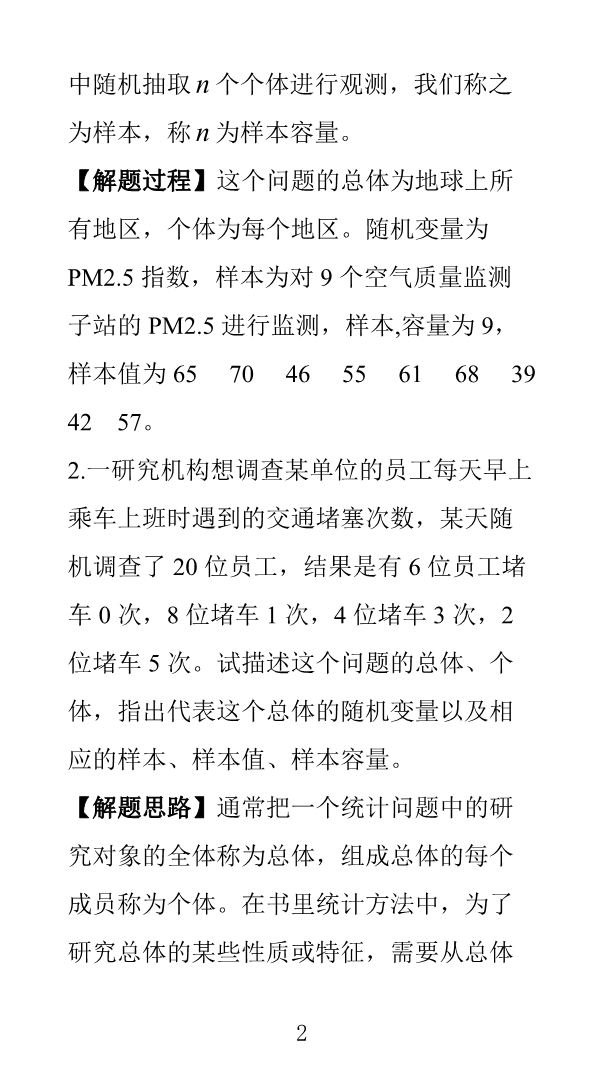 中随机抽取 n 个个体进行观测，我们称之
为样本，称 n 为样本容量。
【解题过程】这个问题的总体为地球上所
有地区，个体为每个地区。随机变量为
PM2.5 指数，样本为对 9 个空气质量监测
子站的 PM2.5 进行监测，样本,容量为 9，
样本值为 65 70 46 55 61 68 39
42 57。
2.一研究机构想调查某单位的员工每天早上
乘车上班时遇到的交通堵塞次数，某天随
机调查了 20 位员工，结果是有 6 位员工堵
车 0 次，8 位堵车 1 次，4 位堵车 3 次，2
位堵车 5 次。试描述这个问题的总体、个
体，指出代表这个总体的随机变量以及相
应的样本、样本值、样本容量。
【解题思路】通常把一个统计问题中的研
究对象的全体称为总体，组成总体的每个
成员称为个体。在书里统计方法中，为了
研究总体的某些性质或特征，需要从总体
2